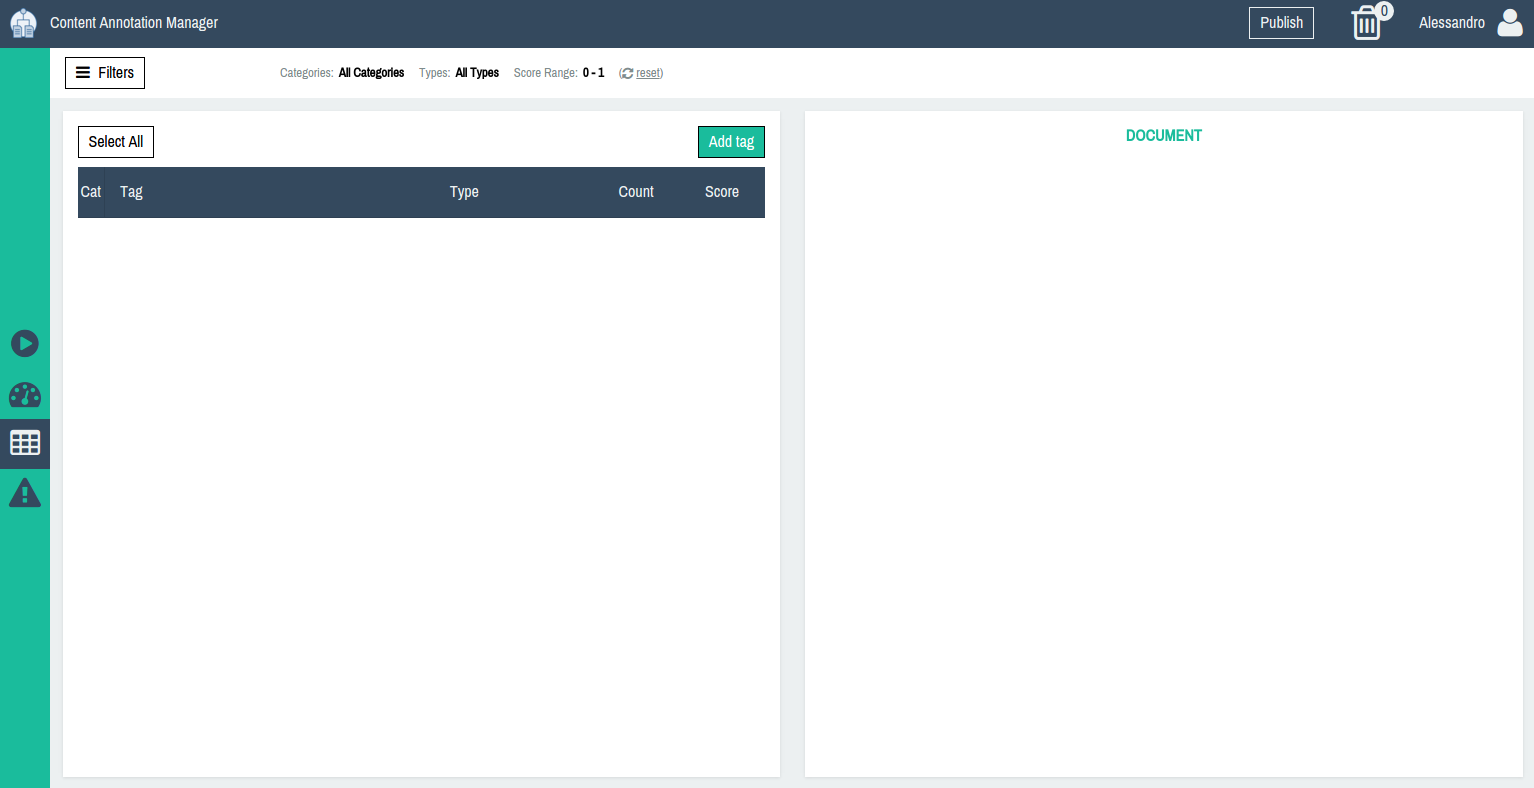 Content Annotation Manager
Publish
0
Alessandro
Filters
Categories: All Categories Types: All Types Score Range: 0 - 1 (reset)
Select All
Add tag
Cat Tag Type Count Score
DOCUMENT